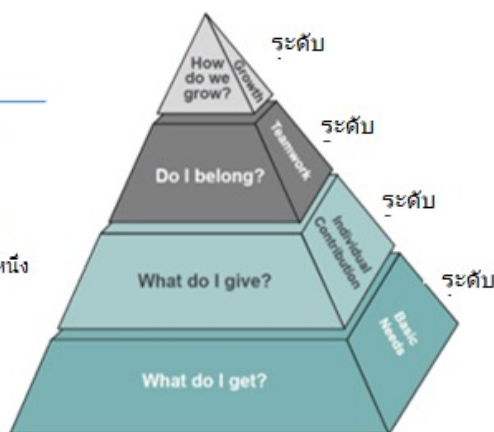 ระดับ
How
do we
grow?
Growth
ระดับ
Do I belong?
Teamwork
ระดับ
What do I give?
Individual
Contribution
ระดับ
What do I get?
Basic
Needs